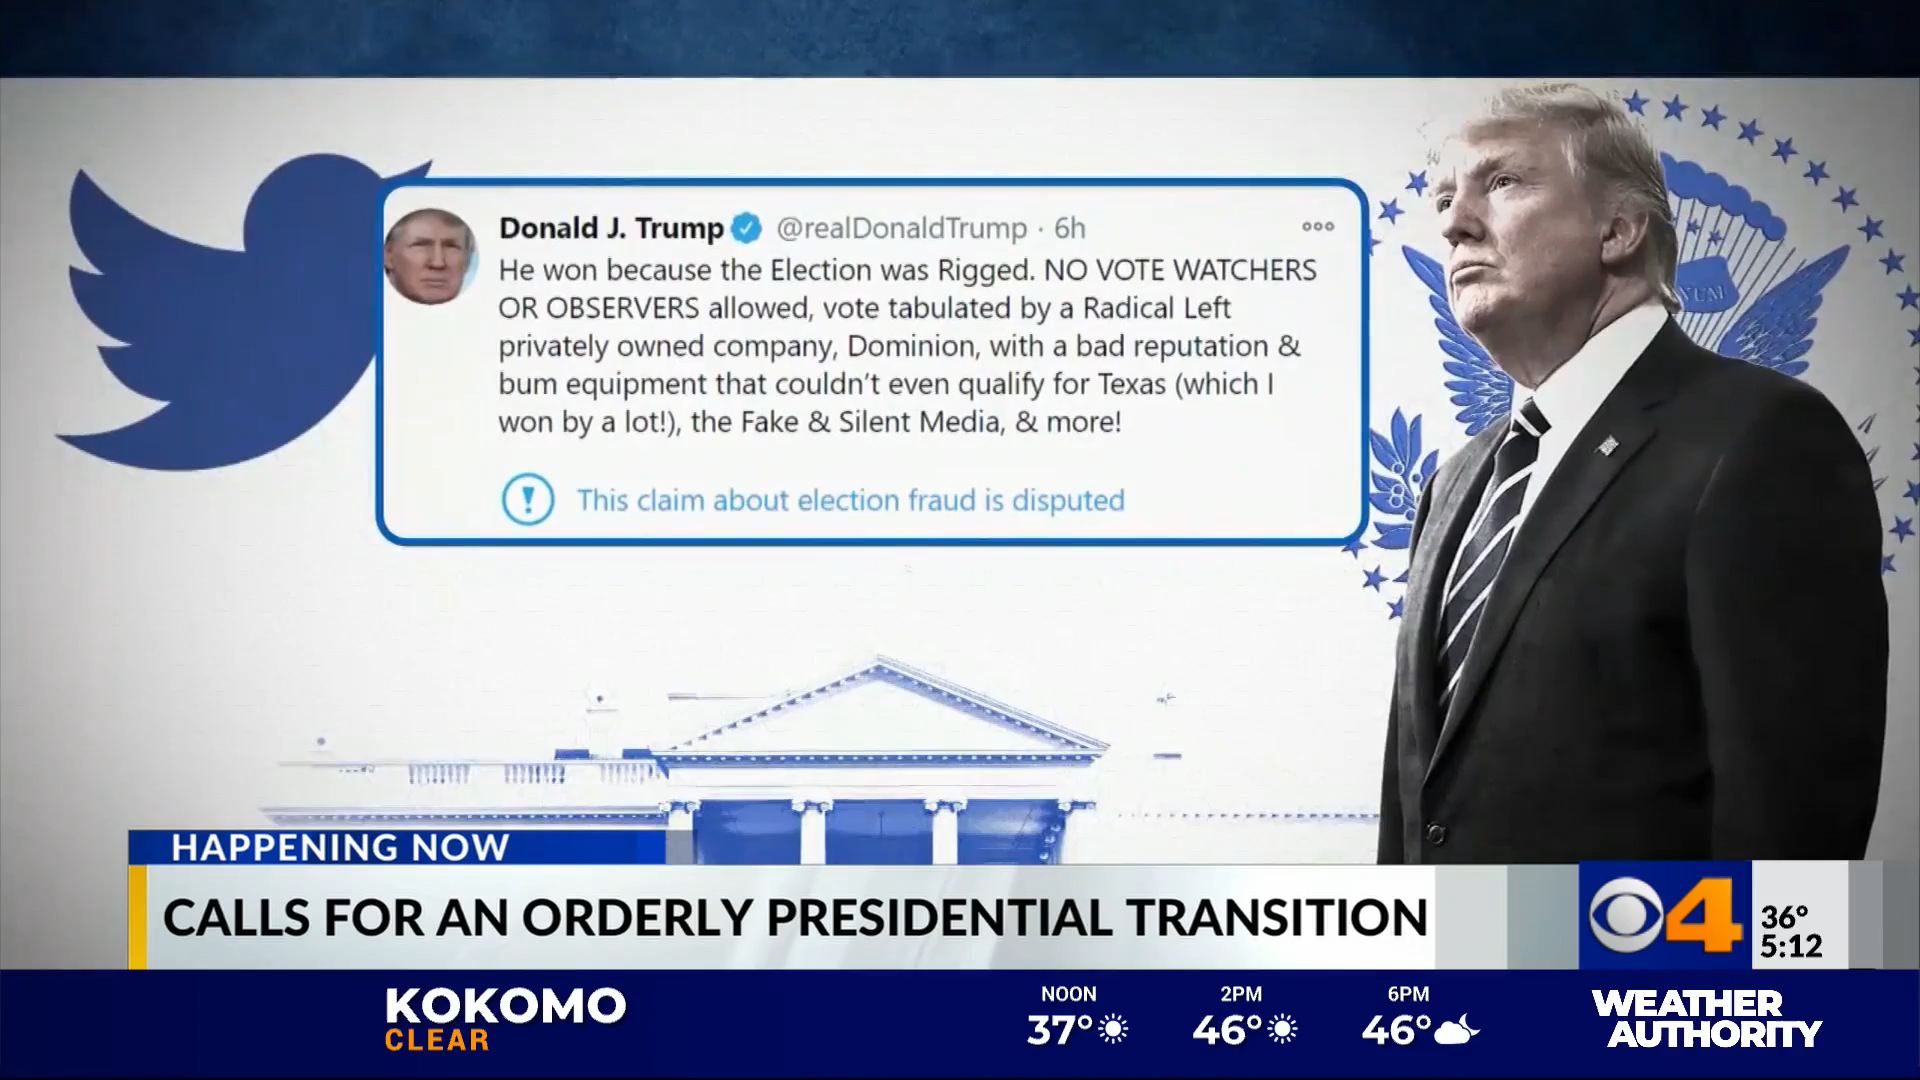 Donald J. Trump @realDonaldTrump · 6h
He won because the Election was Rigged. NO VOTE WATCHERS
OR OBSERVERS allowed, vote tabulated by a Radical Left
privately owned company, Dominion, with a bad reputation &
bum equipment that couldn't even qualify for Texas (which I
won by a lot!), the Fake & Silent Media, & more!
This claim about election fraud is disputed
HAPPENING NOW
CALLS FOR AN ORDERLY PRESIDENTIAL TRANSITION
4
36°
5:12
KOKOMO
CLEAR
NOON
37°
2PM
46°
6PM
46°
WEATHER
AUTHORITY